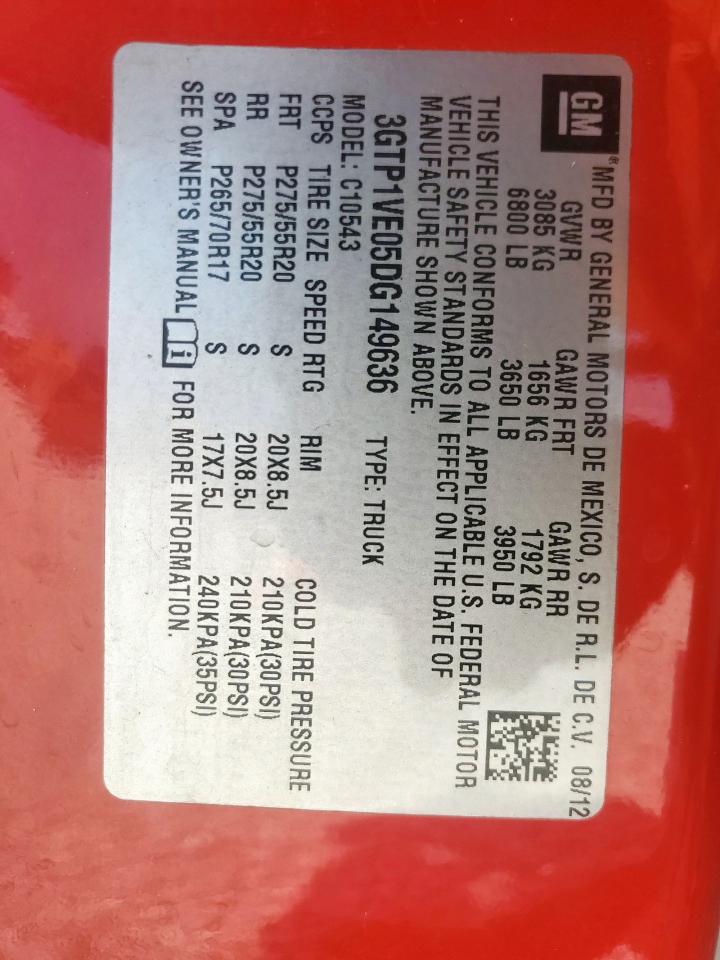 GM® MFD BY GENERAL MOTORS DE MEXICO, S. DE R.L. DE C.V. 08/12
GVWR GAWR FRT GAWR RR
3085 KG 1656 KG 1792 KG
6800 LB 3650 LB 3950 LB
THIS VEHICLE CONFORMS TO ALL APPLICABLE U.S. FEDERAL MOTOR
VEHICLE SAFETY STANDARDS IN EFFECT ON THE DATE OF
MANUFACTURE SHOWN ABOVE.
3GTP1VE05DG149636 TYPE: TRUCK
MODEL: C10543
CCPS TIRE SIZE SPEED RTG RIM COLD TIRE PRESSURE
FRT P275/55R20 S 20X8.5J 210KPA(30PSI)
RR P275/55R20 S 20X8.5J 210KPA(30PSI)
SPA P265/70R17 S 17X7.5J 240KPA(35PSI)
SEE OWNER'S MANUAL i FOR MORE INFORMATION.